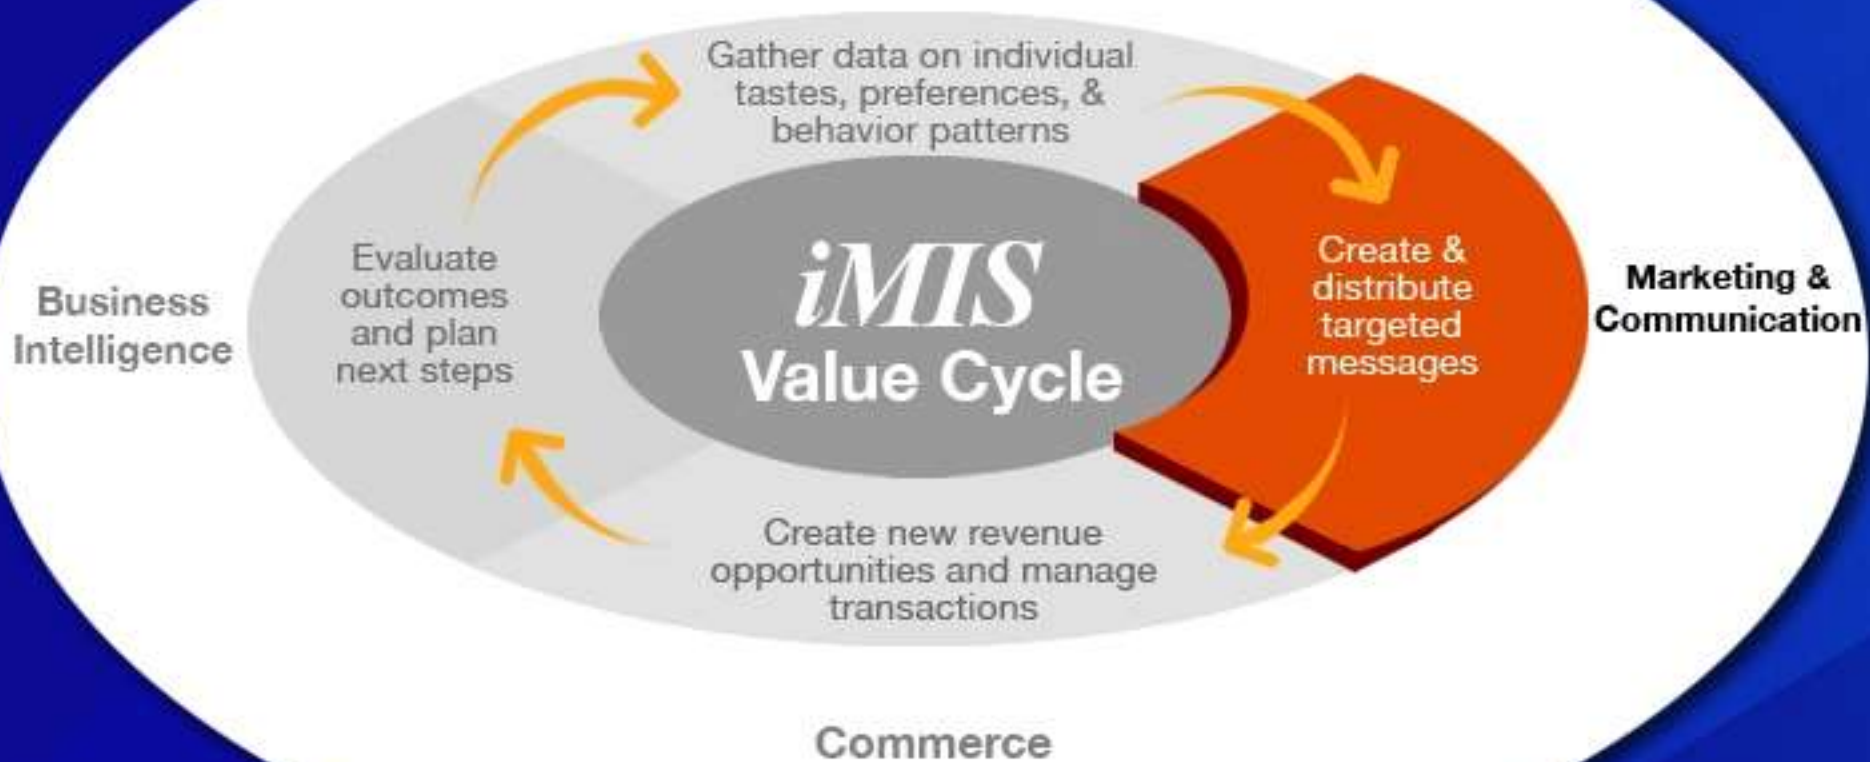 Gather data on individual
tastes, preferences, &
behavior patterns
Create &
distribute
targeted
messages
Marketing &
Communication
Create new revenue
opportunities and manage
transactions
Commerce
Evaluate
outcomes
and plan
next steps
Business
Intelligence
iMIS
Value Cycle